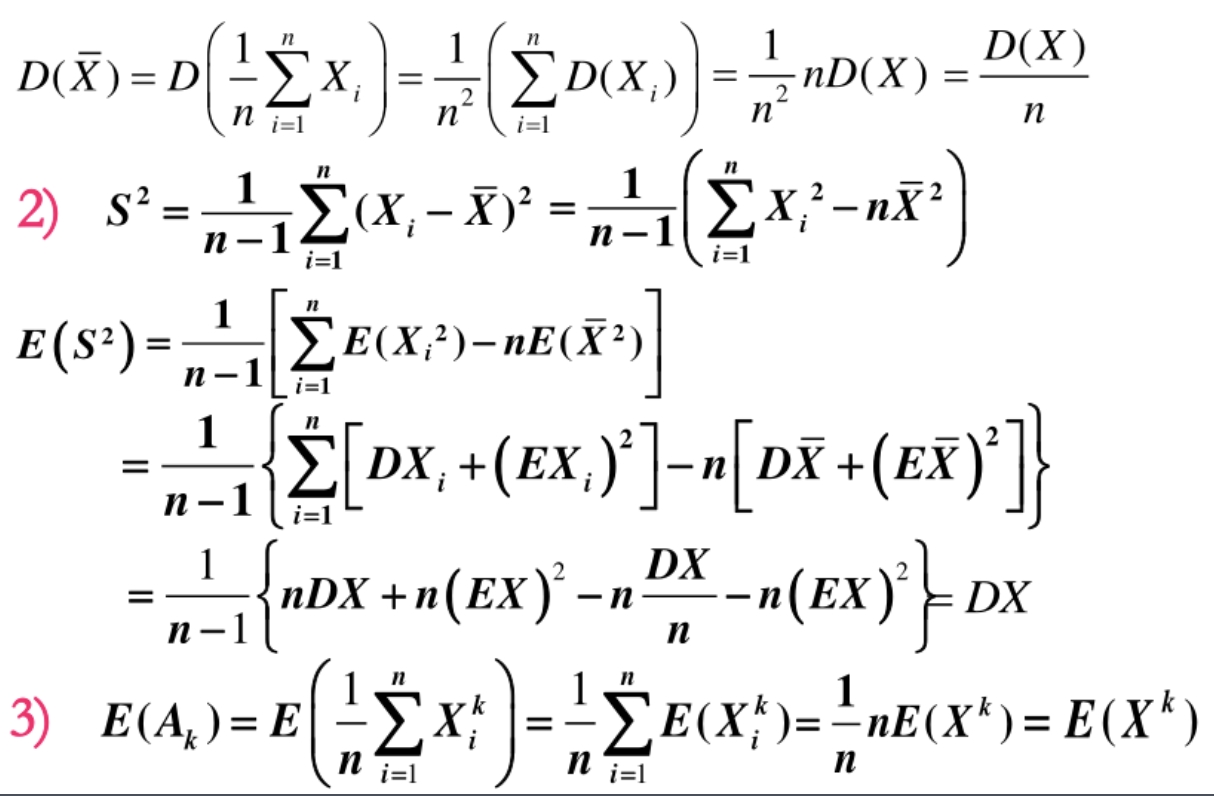 D(X̄) = D(1/n ∑_{i=1}^{n} X_i) = 1/n² (∑_{i=1}^{n} D(X_i)) = 1/n² nD(X) = D(X)/n
2) S² = 1/(n−1) ∑_{i=1}^{n} (X_i − X̄)² = 1/(n−1) (∑_{i=1}^{n} X_i² − nX̄²)
E(S²) = 1/(n−1) [∑_{i=1}^{n} E(X_i²) − nE(X̄²)]
= 1/(n−1) {∑_{i=1}^{n} [DX_i + (EX_i)²] − n[DX̄ + (EX̄)²]}
= 1/(n−1) {nDX + n(EX)² − n DX/n − n(EX)²} = DX
3) E(A_k) = E(1/n ∑_{i=1}^{n} X_i^k) = 1/n ∑_{i=1}^{n} E(X_i^k) = 1/n nE(X^k) = E(X^k)